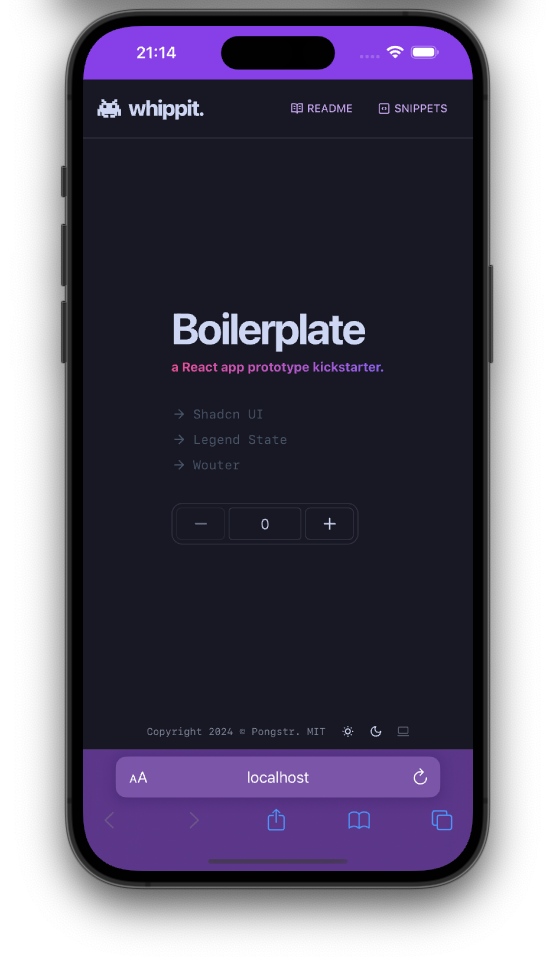 21:14
whippit.
README
SNIPPETS
Boilerplate
a React app prototype kickstarter.
→ Shadcn UI
→ Legend State
→ Wouter
− 0 +
Copyright 2024 © Pongstr. MIT
AA localhost